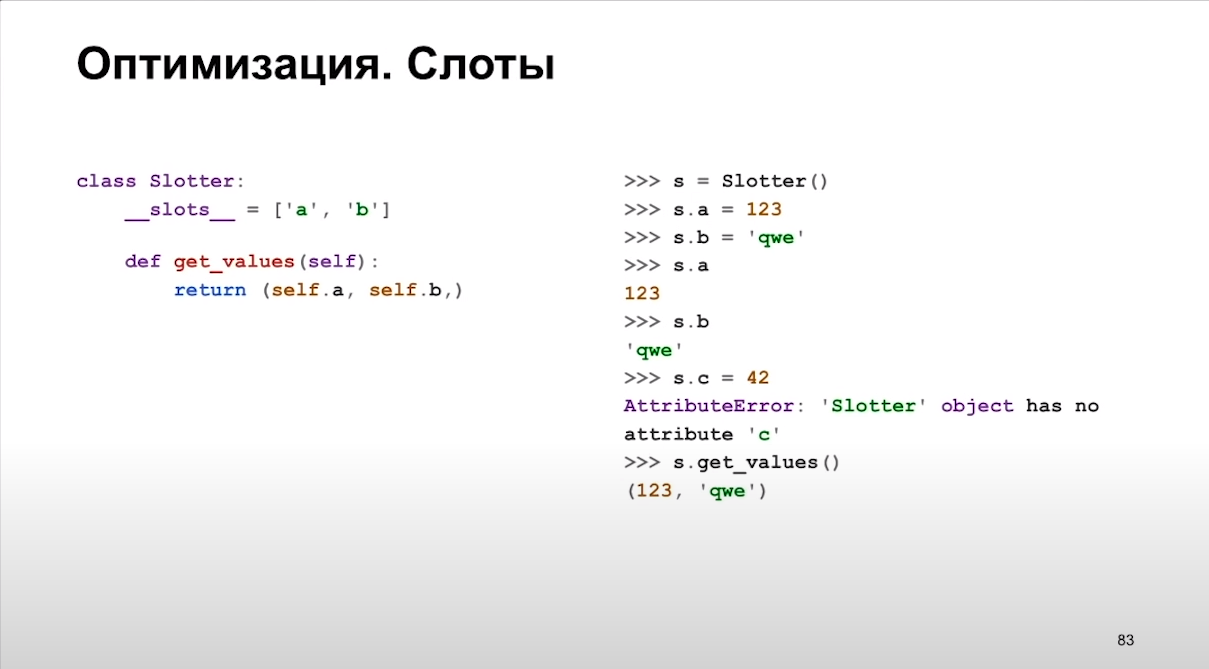 Оптимизация. Слоты
class Slotter:
    __slots__ = ['a', 'b']
    def get_values(self):
        return (self.a, self.b,)
>>> s = Slotter()
>>> s.a = 123
>>> s.b = 'qwe'
>>> s.a
123
>>> s.b
'qwe'
>>> s.c = 42
AttributeError: 'Slotter' object has no
attribute 'c'
>>> s.get_values()
(123, 'qwe')
83